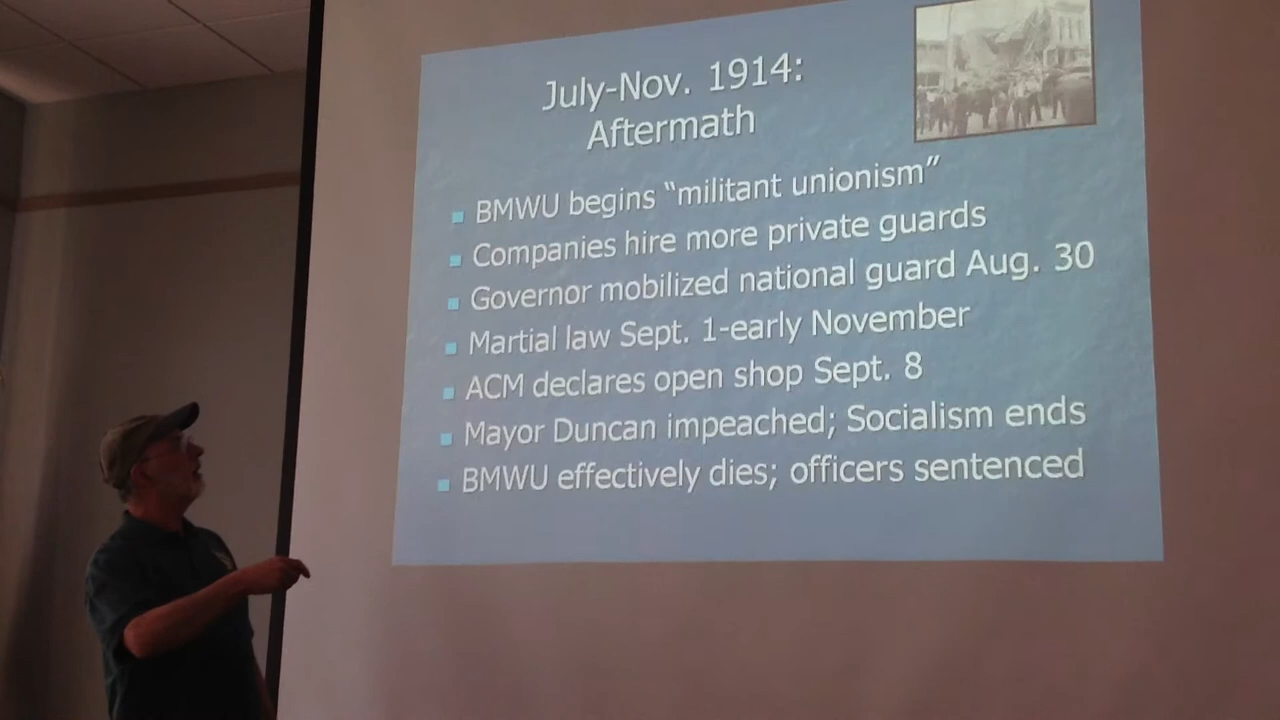 July-Nov. 1914:
Aftermath
BMWU begins “militant unionism”
Companies hire more private guards
Governor mobilized national guard Aug. 30
Martial law Sept. 1-early November
ACM declares open shop Sept. 8
Mayor Duncan impeached; Socialism ends
BMWU effectively dies; officers sentenced